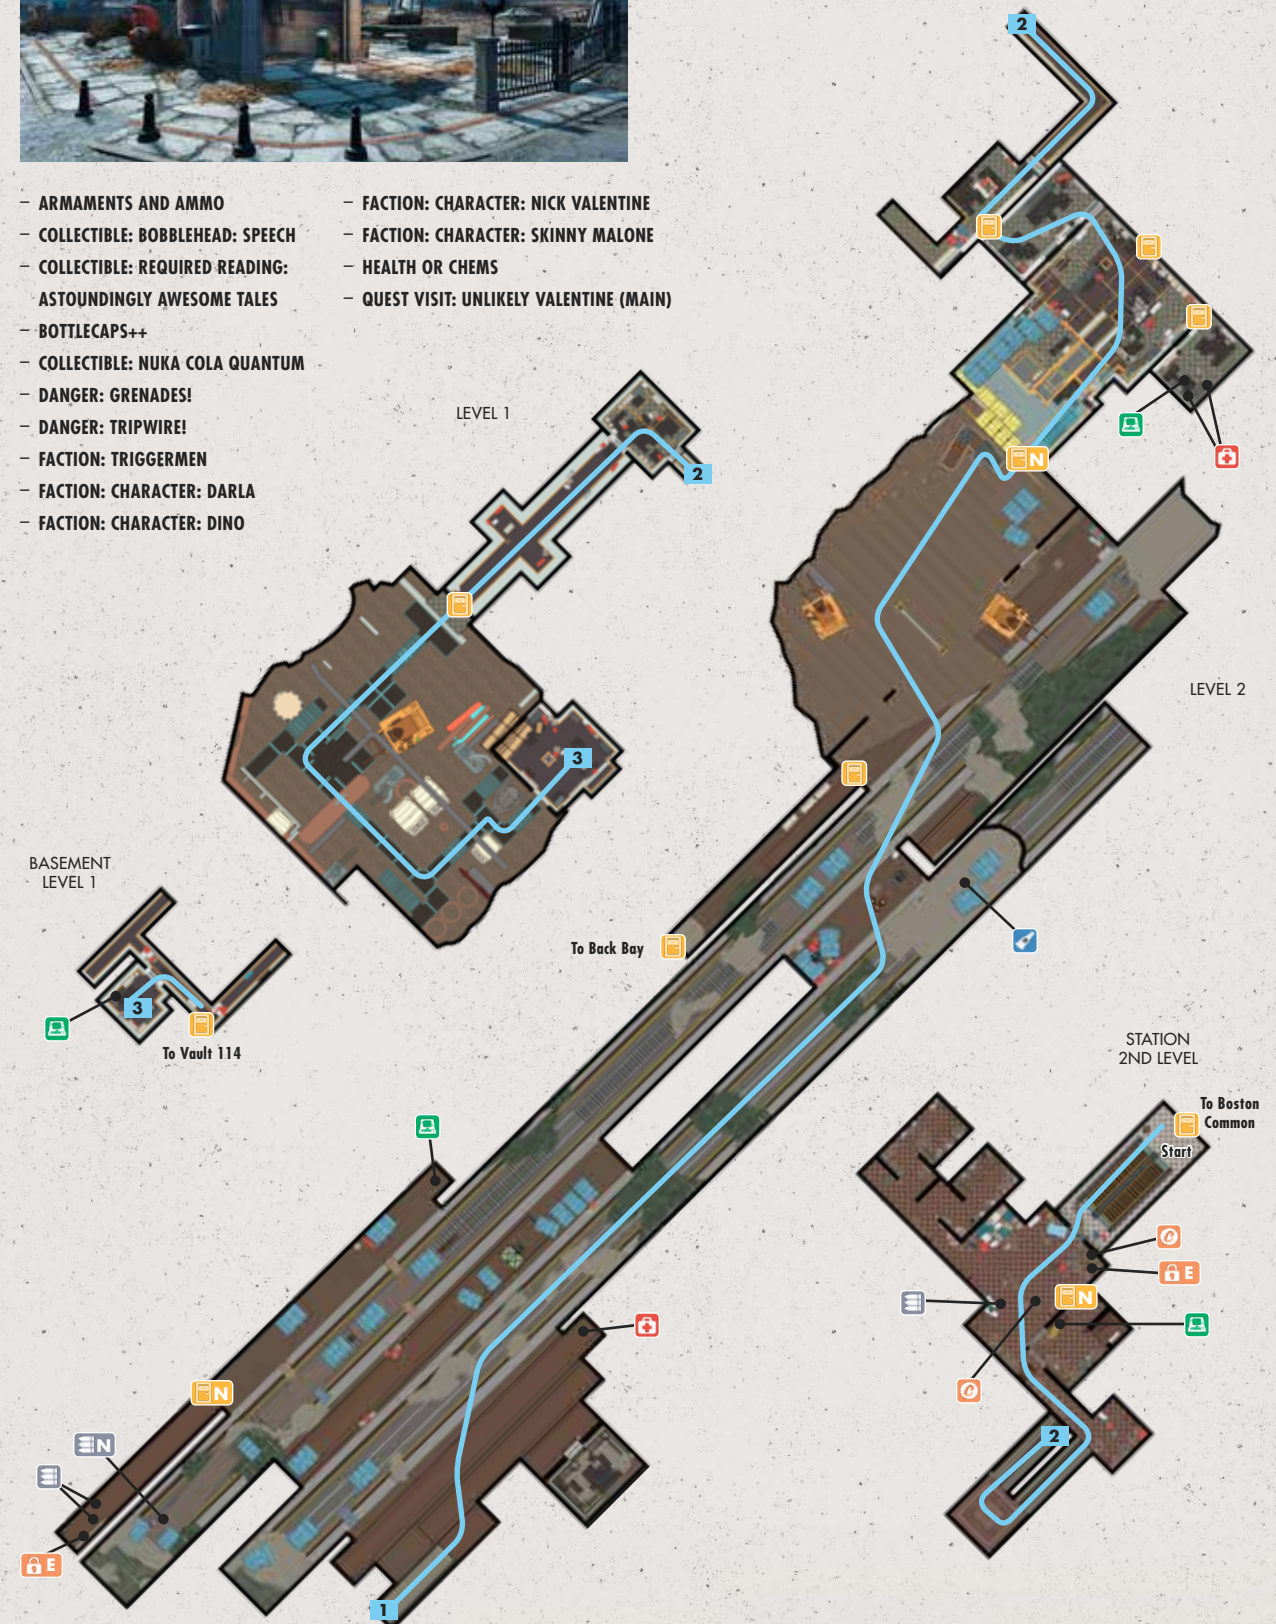 – ARMAMENTS AND AMMO
– COLLECTIBLE: BOBBLEHEAD: SPEECH
– COLLECTIBLE: REQUIRED READING:
ASTOUNDINGLY AWESOME TALES
– BOTTLECAPS++
– COLLECTIBLE: NUKA COLA QUANTUM
– DANGER: GRENADES!
– DANGER: TRIPWIRE!
– FACTION: TRIGGERMEN
– FACTION: CHARACTER: DARLA
– FACTION: CHARACTER: DINO
– FACTION: CHARACTER: NICK VALENTINE
– FACTION: CHARACTER: SKINNY MALONE
– HEALTH OR CHEMS
– QUEST VISIT: UNLIKELY VALENTINE (MAIN)
2
N
LEVEL 1
2
3
LEVEL 2
BASEMENT
LEVEL 1
3
To Vault 114
To Back Bay
STATION
2ND LEVEL
To Boston
Common
Start
E
N
2
N
N
E
1